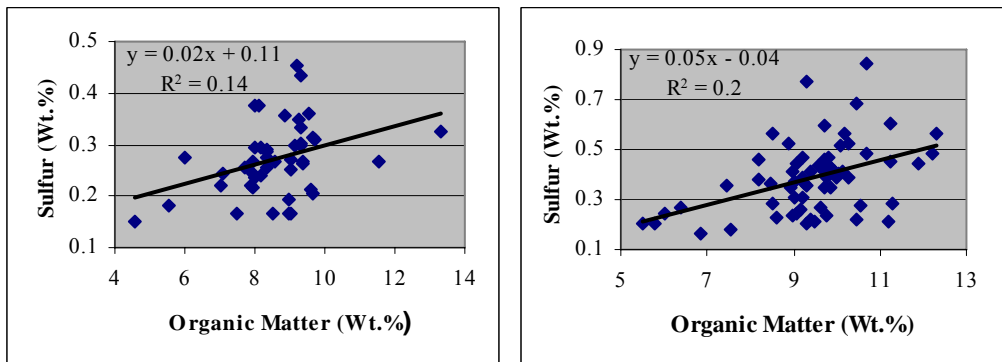 0.5
y = 0.02x + 0.11
R² = 0.14
0.4
0.3
0.2
0.1
Sulfur (Wt.%)
4 6 8 10 12 14
Organic Matter (Wt.%)
0.9
y = 0.05x - 0.04
R² = 0.2
0.7
0.5
0.3
0.1
Sulfur (Wt.%)
5 7 9 11 13
Organic Matter (Wt.%)